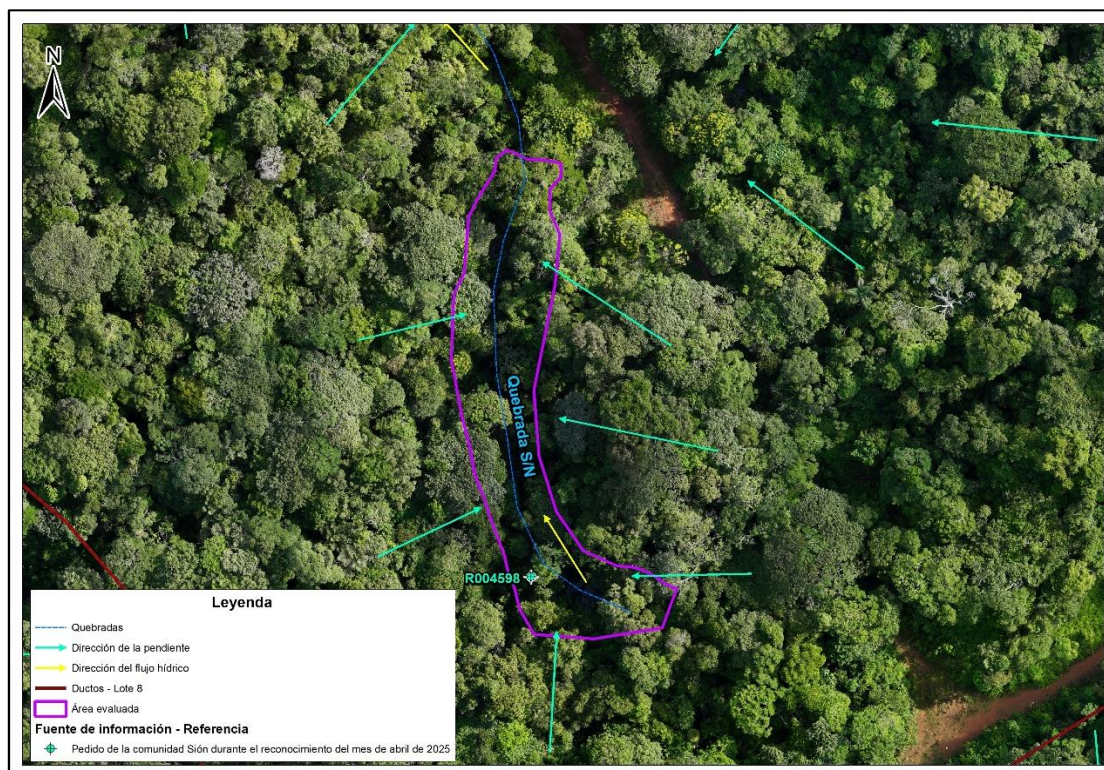 N
Quebrada S/N
R004598
Leyenda
Quebradas
Dirección de la pendiente
Dirección del flujo hídrico
Ductos - Lote 8
Área evaluada
Fuente de información - Referencia
Pedido de la comunidad Sión durante el reconocimiento del mes de abril de 2025